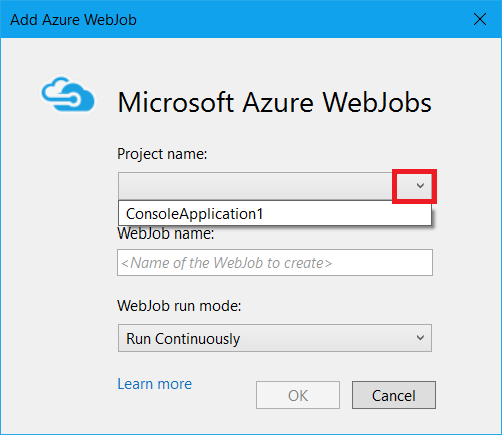 Add Azure WebJob
Microsoft Azure WebJobs
Project name:
ConsoleApplication1
WebJob name:
<Name of the WebJob to create>
WebJob run mode:
Run Continuously
Learn more
OK
Cancel